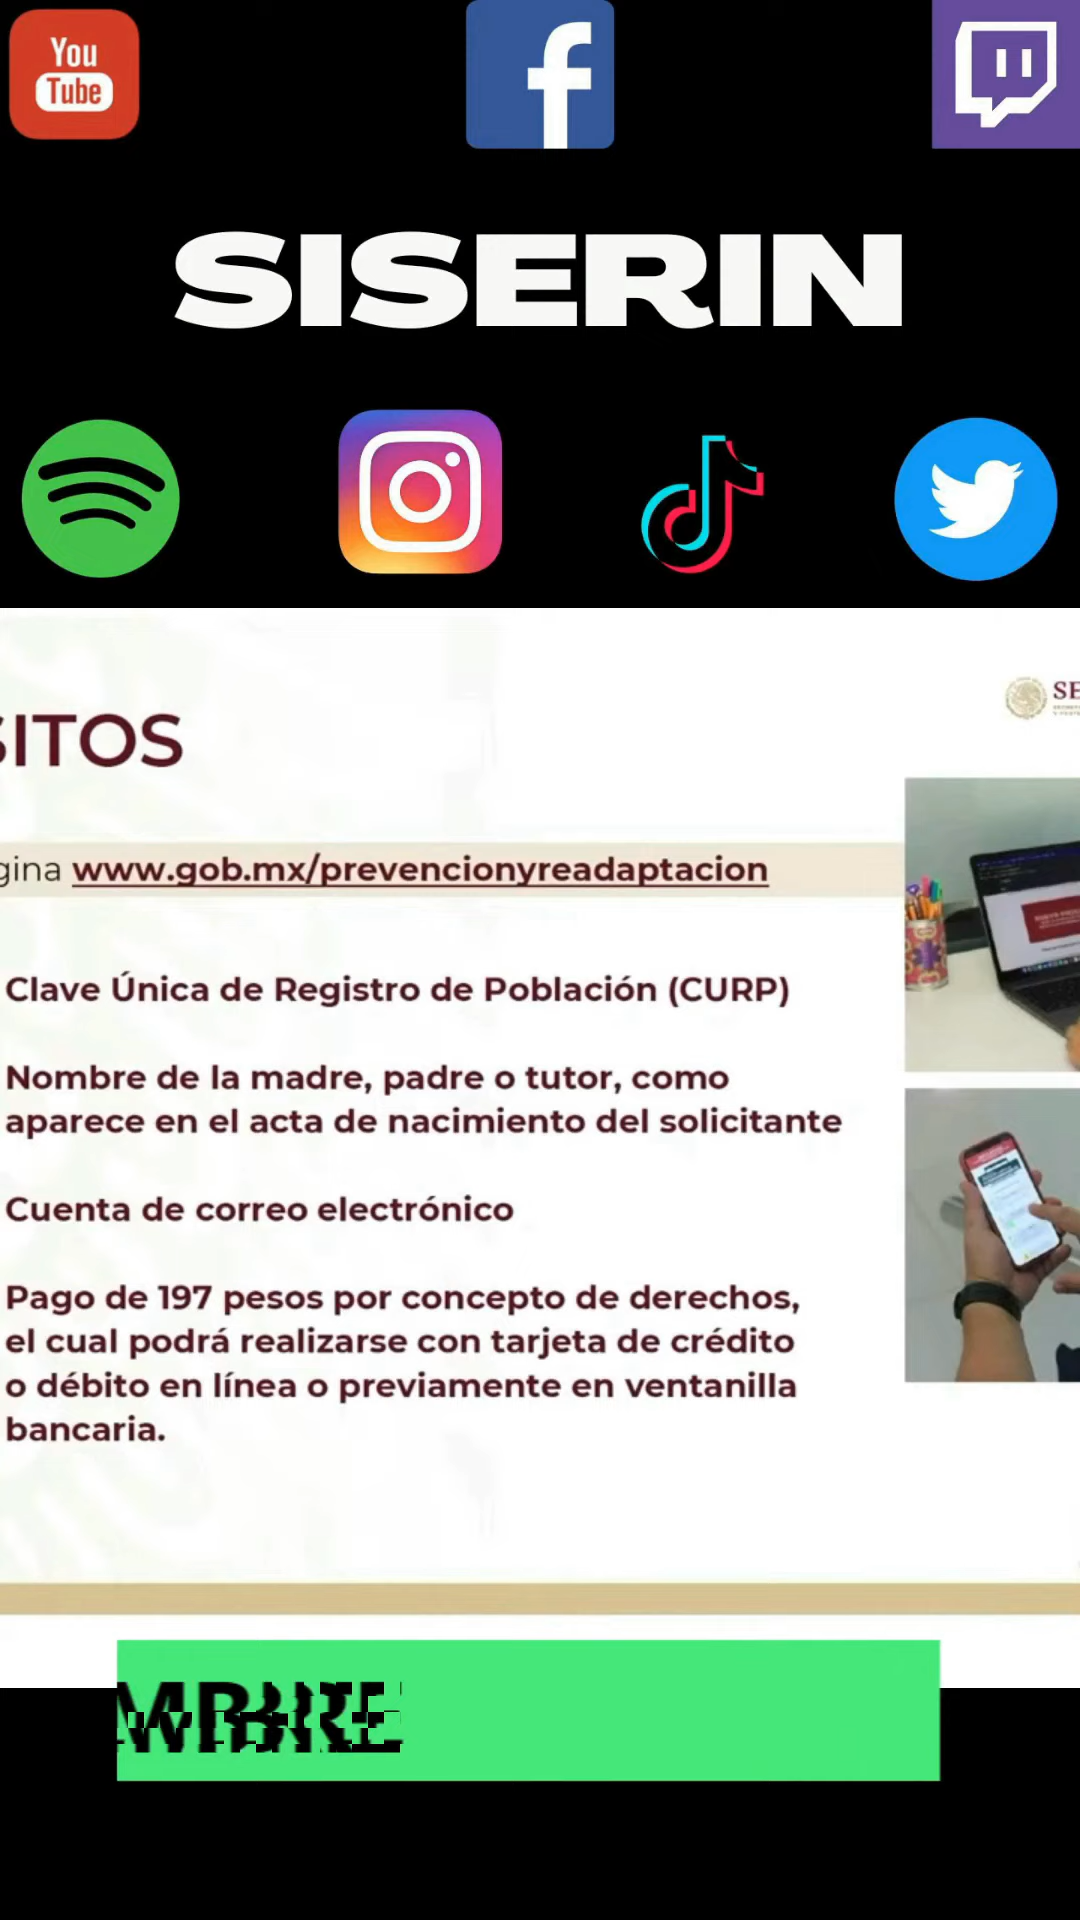 You
Tube
SISERIN
SITOS
SE
gina www.gob.mx/prevencionyreadaptacion
Clave Única de Registro de Población (CURP)
Nombre de la madre, padre o tutor, como
aparece en el acta de nacimiento del solicitante
Cuenta de correo electrónico
Pago de 197 pesos por concepto de derechos,
el cual podrá realizarse con tarjeta de crédito
o débito en línea o previamente en ventanilla
bancaria.